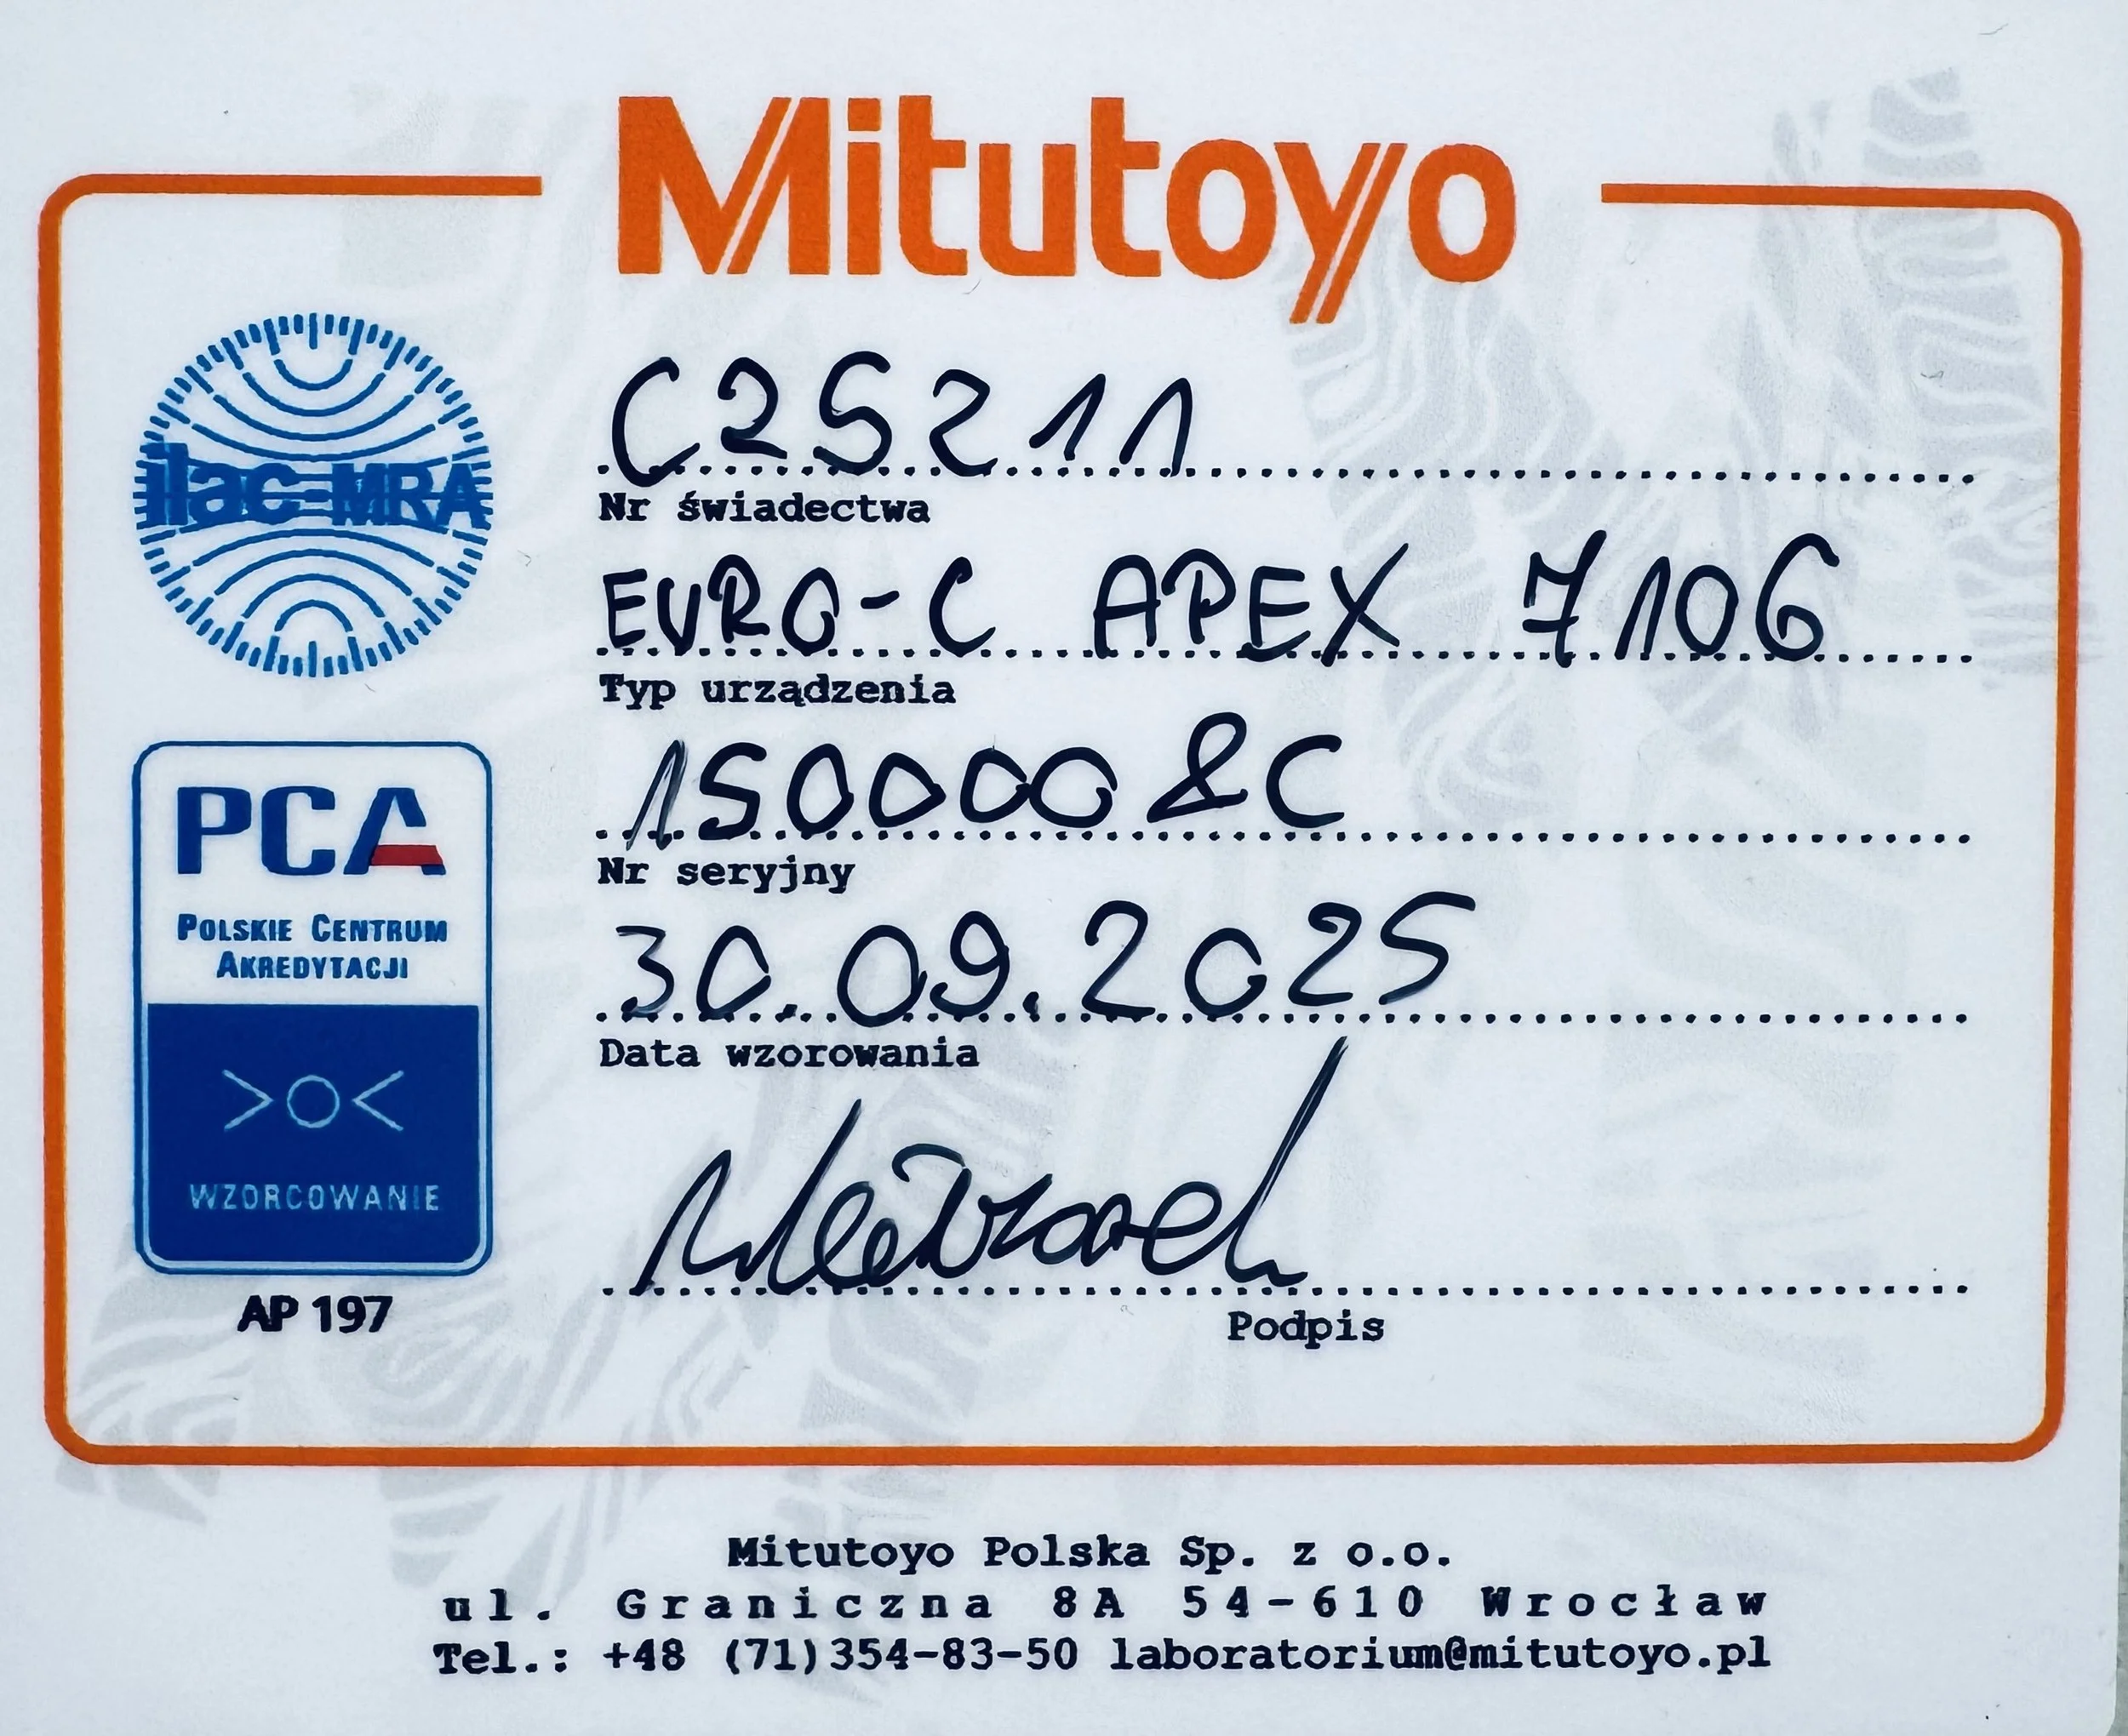 Mitutoyo
ilac-MRA
C25211
Nr świadectwa
EURO-C APEX 7106
Typ urządzenia
1500008C
Nr seryjny
30.09.2025
Data wzorowania
Podpis
PCA
POLSKIE CENTRUM
AKREDYTACJI
WZORCOWANIE
AP 197
Mitutoyo Polska Sp. z o.o.
ul. Graniczna 8A 54-610 Wrocław
Tel.: +48 (71)354-83-50 laboratorium@mitutoyo.pl